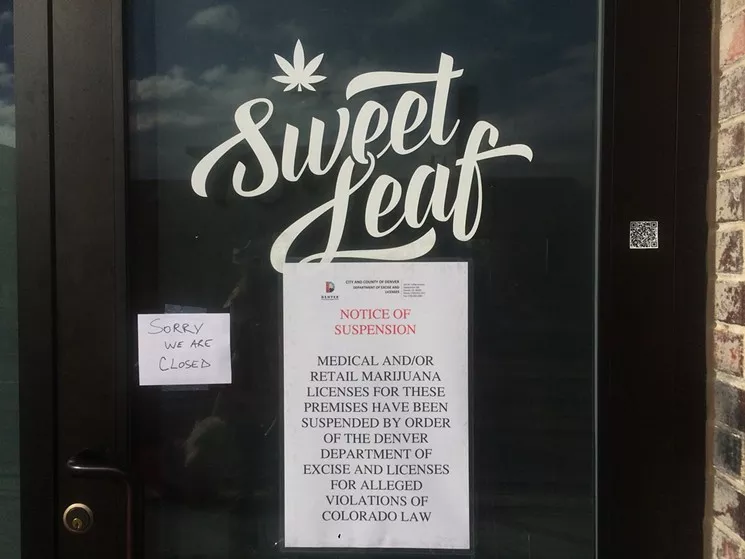 Sweet
Leaf
SORRY
WE ARE
CLOSED
DENVER
CITY AND COUNTY OF DENVER
DEPARTMENT OF EXCISE AND
LICENSES
NOTICE OF
SUSPENSION
MEDICAL AND/OR
RETAIL MARIJUANA
LICENSES FOR THESE
PREMISES HAVE BEEN
SUSPENDED BY ORDER
OF THE DENVER
DEPARTMENT OF
EXCISE AND LICENSES
FOR ALLEGED
VIOLATIONS OF
COLORADO LAW